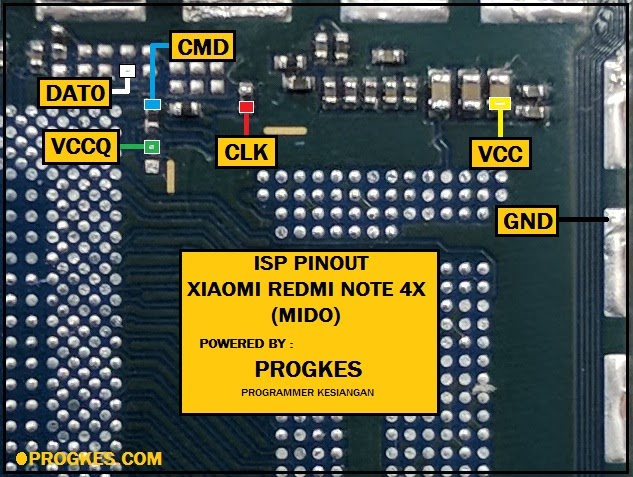 CMD
DAT0
VCCQ
CLK
VCC
GND
ISP PINOUT
XIAOMI REDMI NOTE 4X
(MIDO)
POWERED BY :
PROGKES
PROGRAMMER KESIANGAN
PROGKES.COM